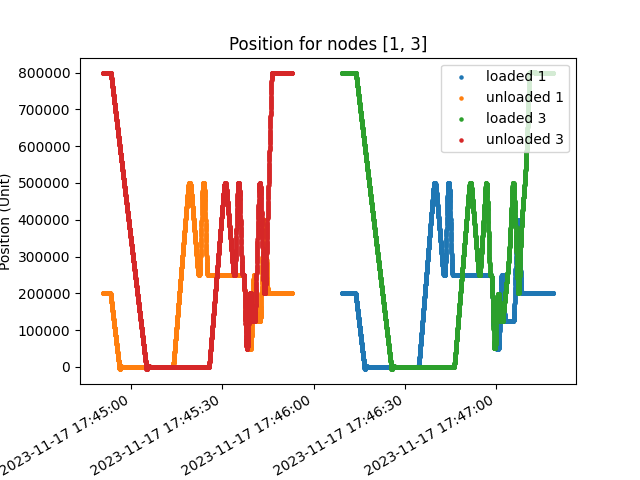 Position for nodes [1, 3]
loaded 1
unloaded 1
loaded 3
unloaded 3
800000
700000
600000
500000
400000
300000
200000
100000
0
Position (Unit)
2023-11-17 17:45:00
2023-11-17 17:45:30
2023-11-17 17:46:00
2023-11-17 17:46:30
2023-11-17 17:47:00